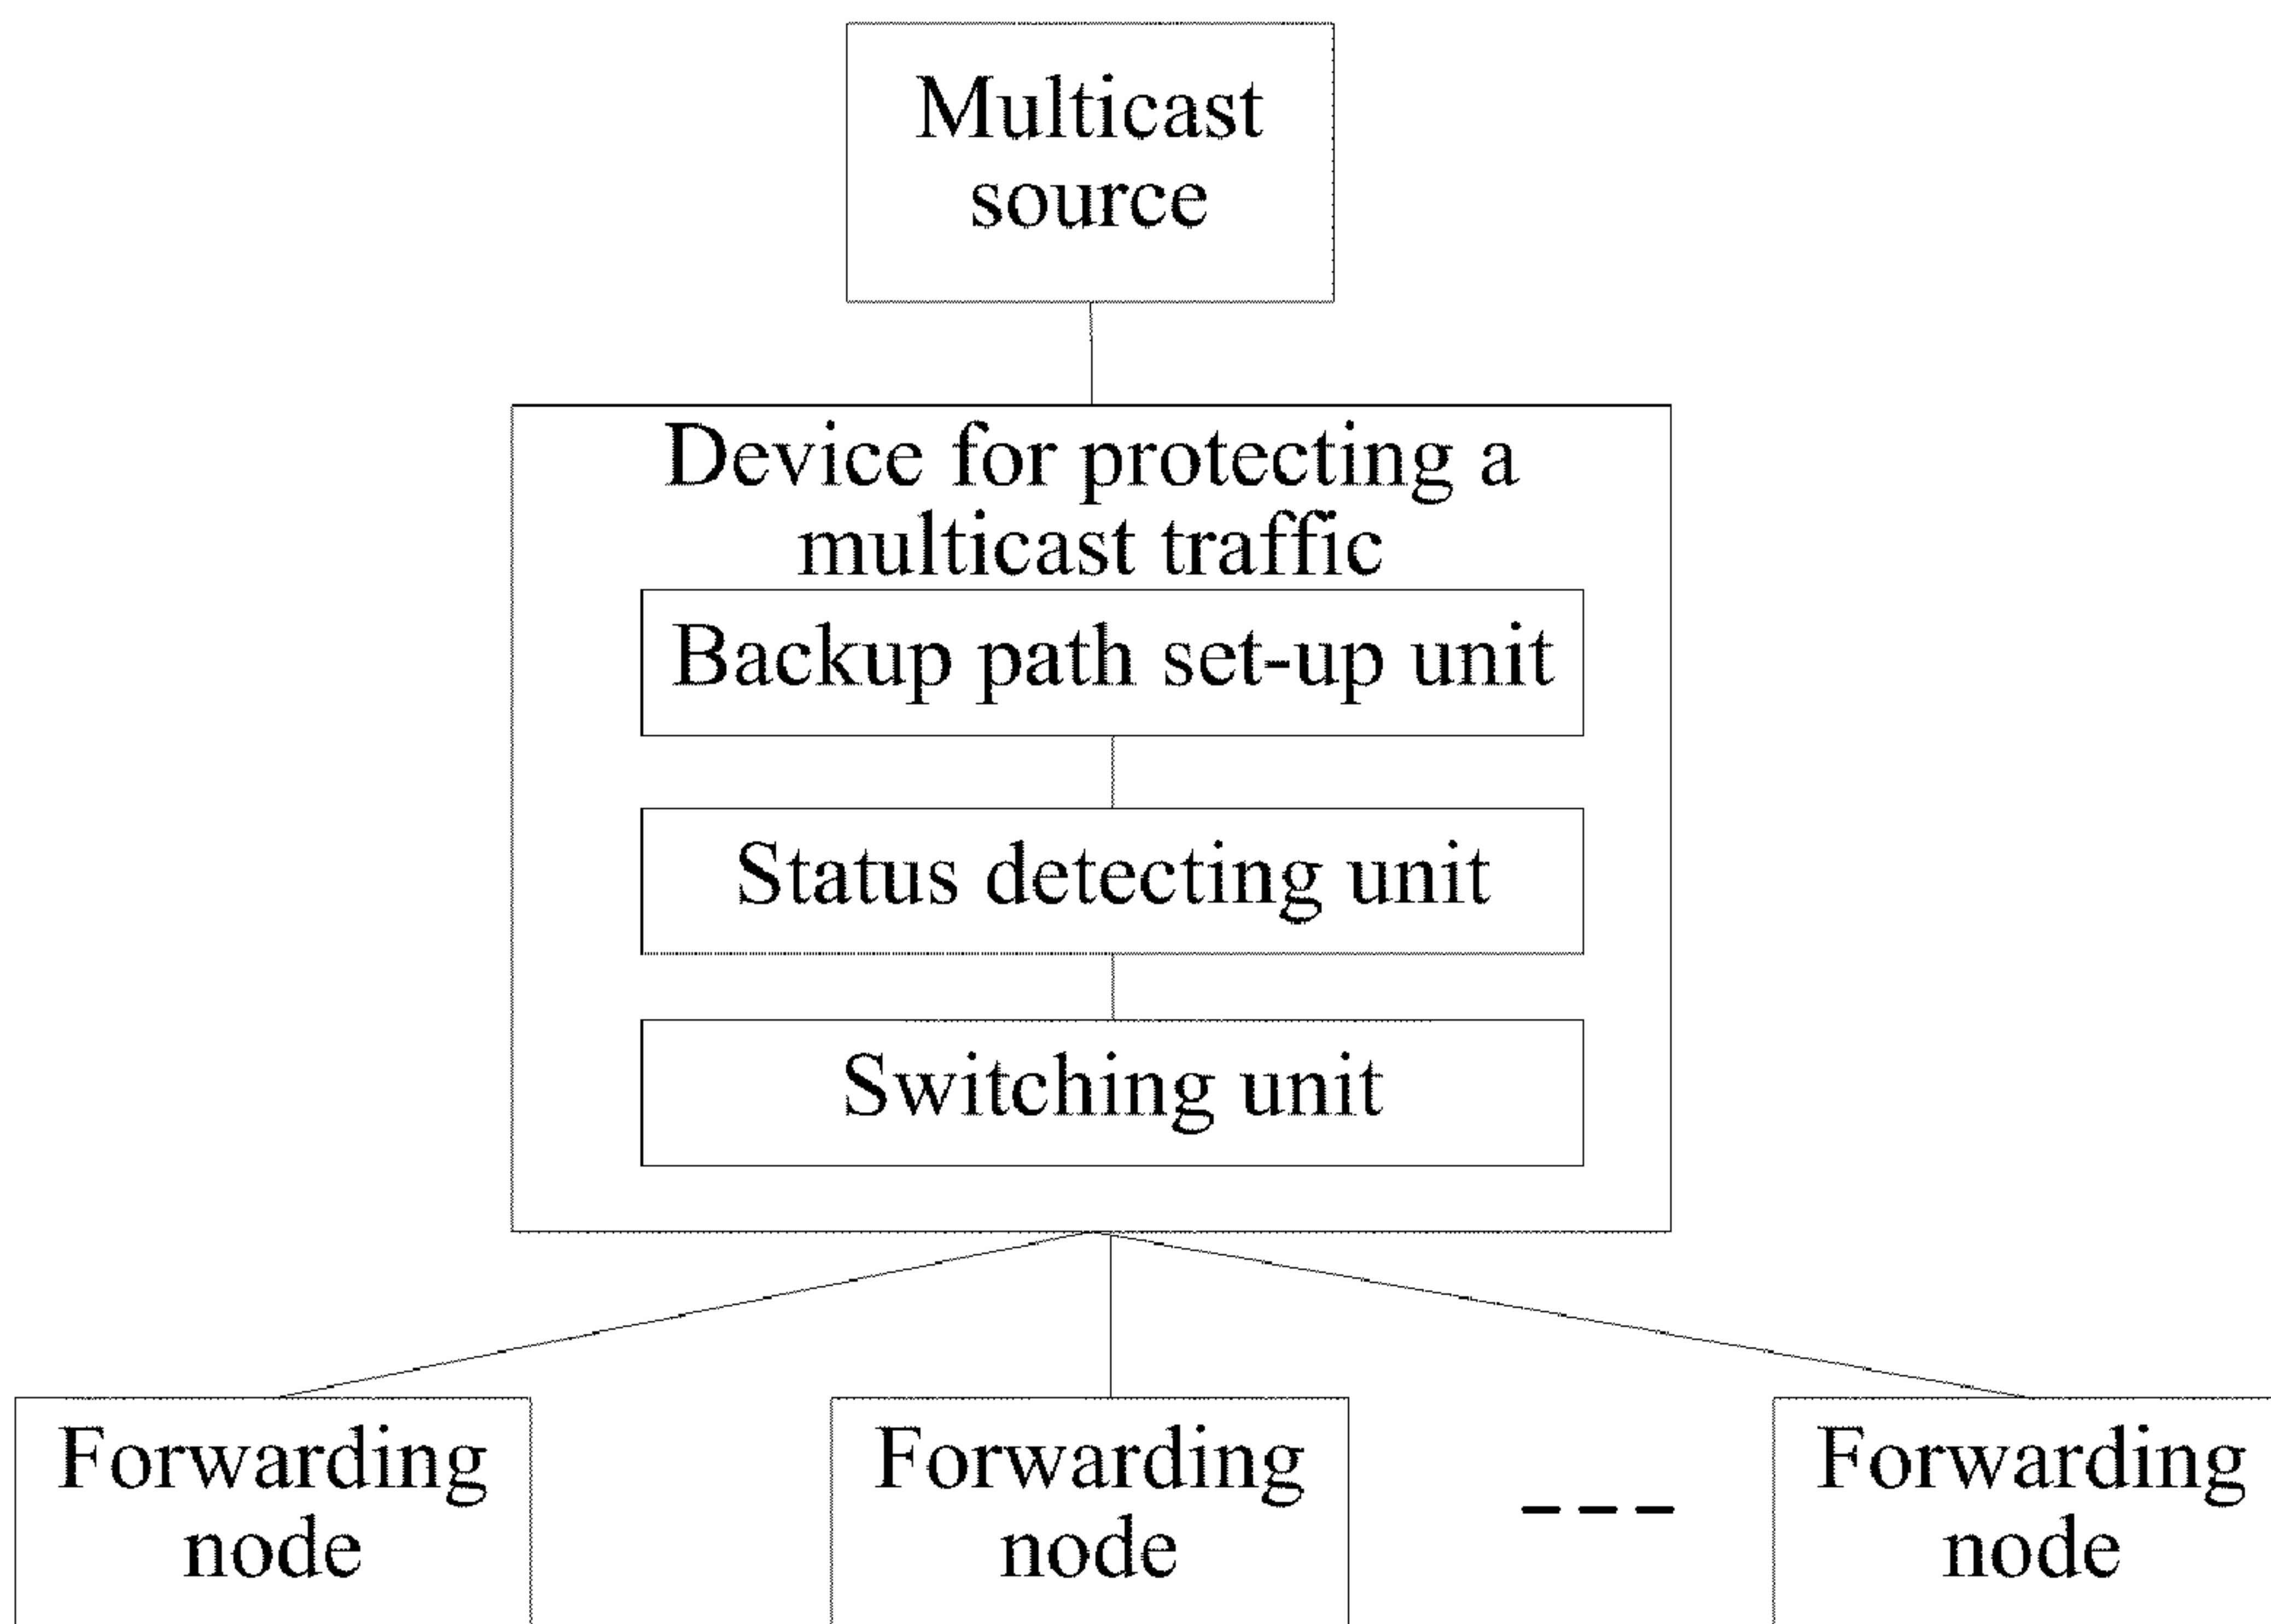 Multicast
source
Device for protecting a
multicast traffic
Backup path set-up unit
Status detecting unit
Switching unit
Forwarding
node
Forwarding
node
Forwarding
node